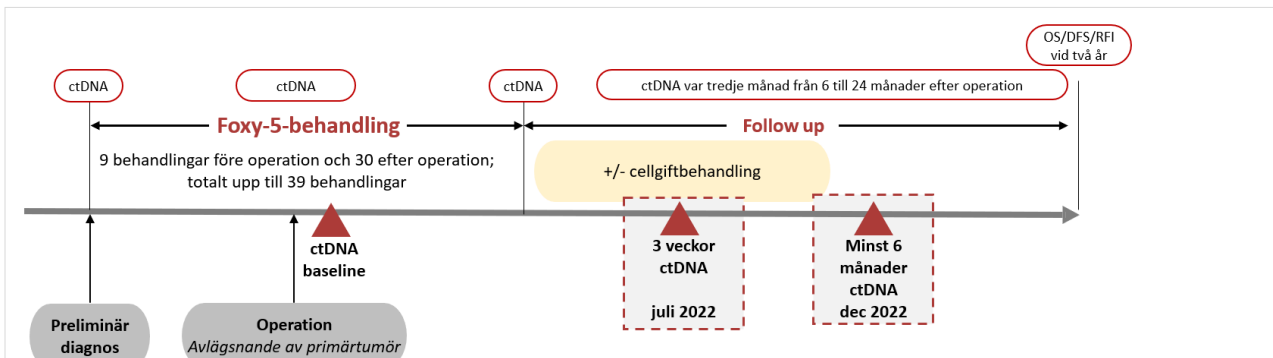 OS/DFS/RFI
vid två år
ctDNA
ctDNA
ctDNA
ctDNA var tredje månad från 6 till 24 månader efter operation
Foxy-5-behandling
Follow up
9 behandlingar före operation och 30 efter operation;
totalt upp till 39 behandlingar
+/- cellgiftbehandling
ctDNA
baseline
3 veckor
ctDNA
juli 2022
Minst 6
månader
ctDNA
dec 2022
Preliminär
diagnos
Operation
Avlägsnande av primärtumör